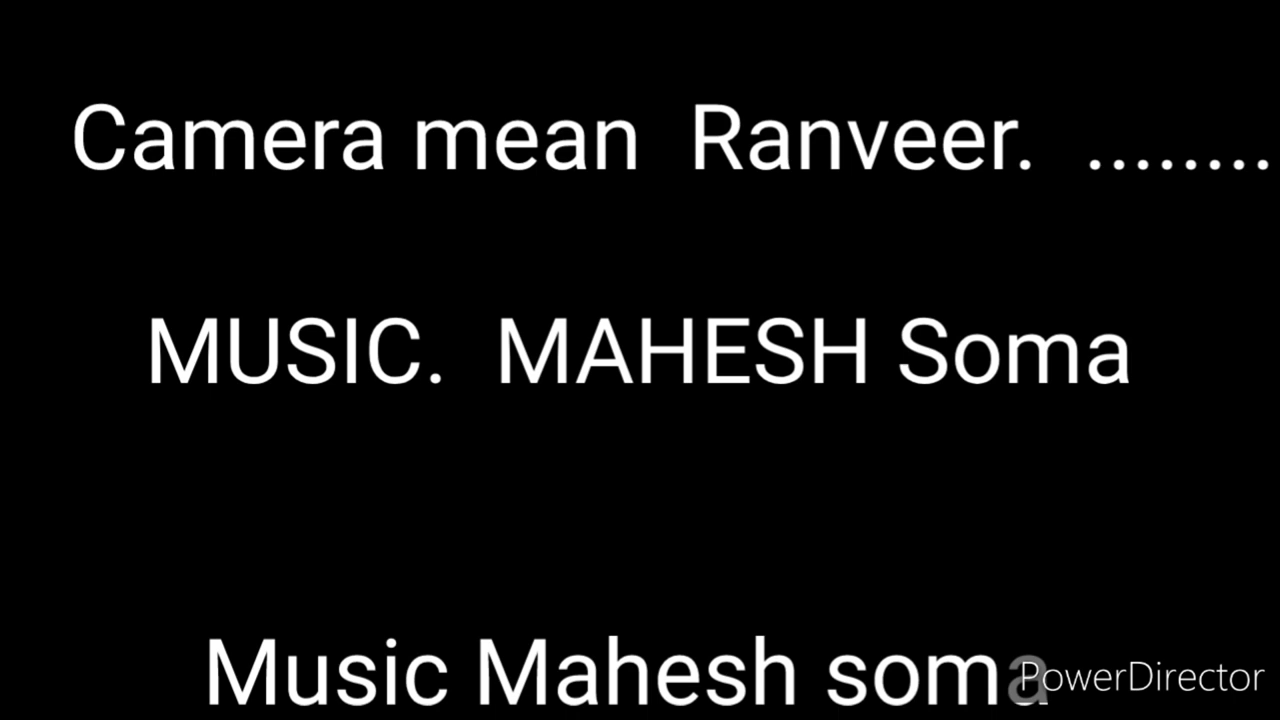 Camera mean  Ranveer.  ........
MUSIC.  MAHESH Soma
Music Mahesh soma
PowerDirector